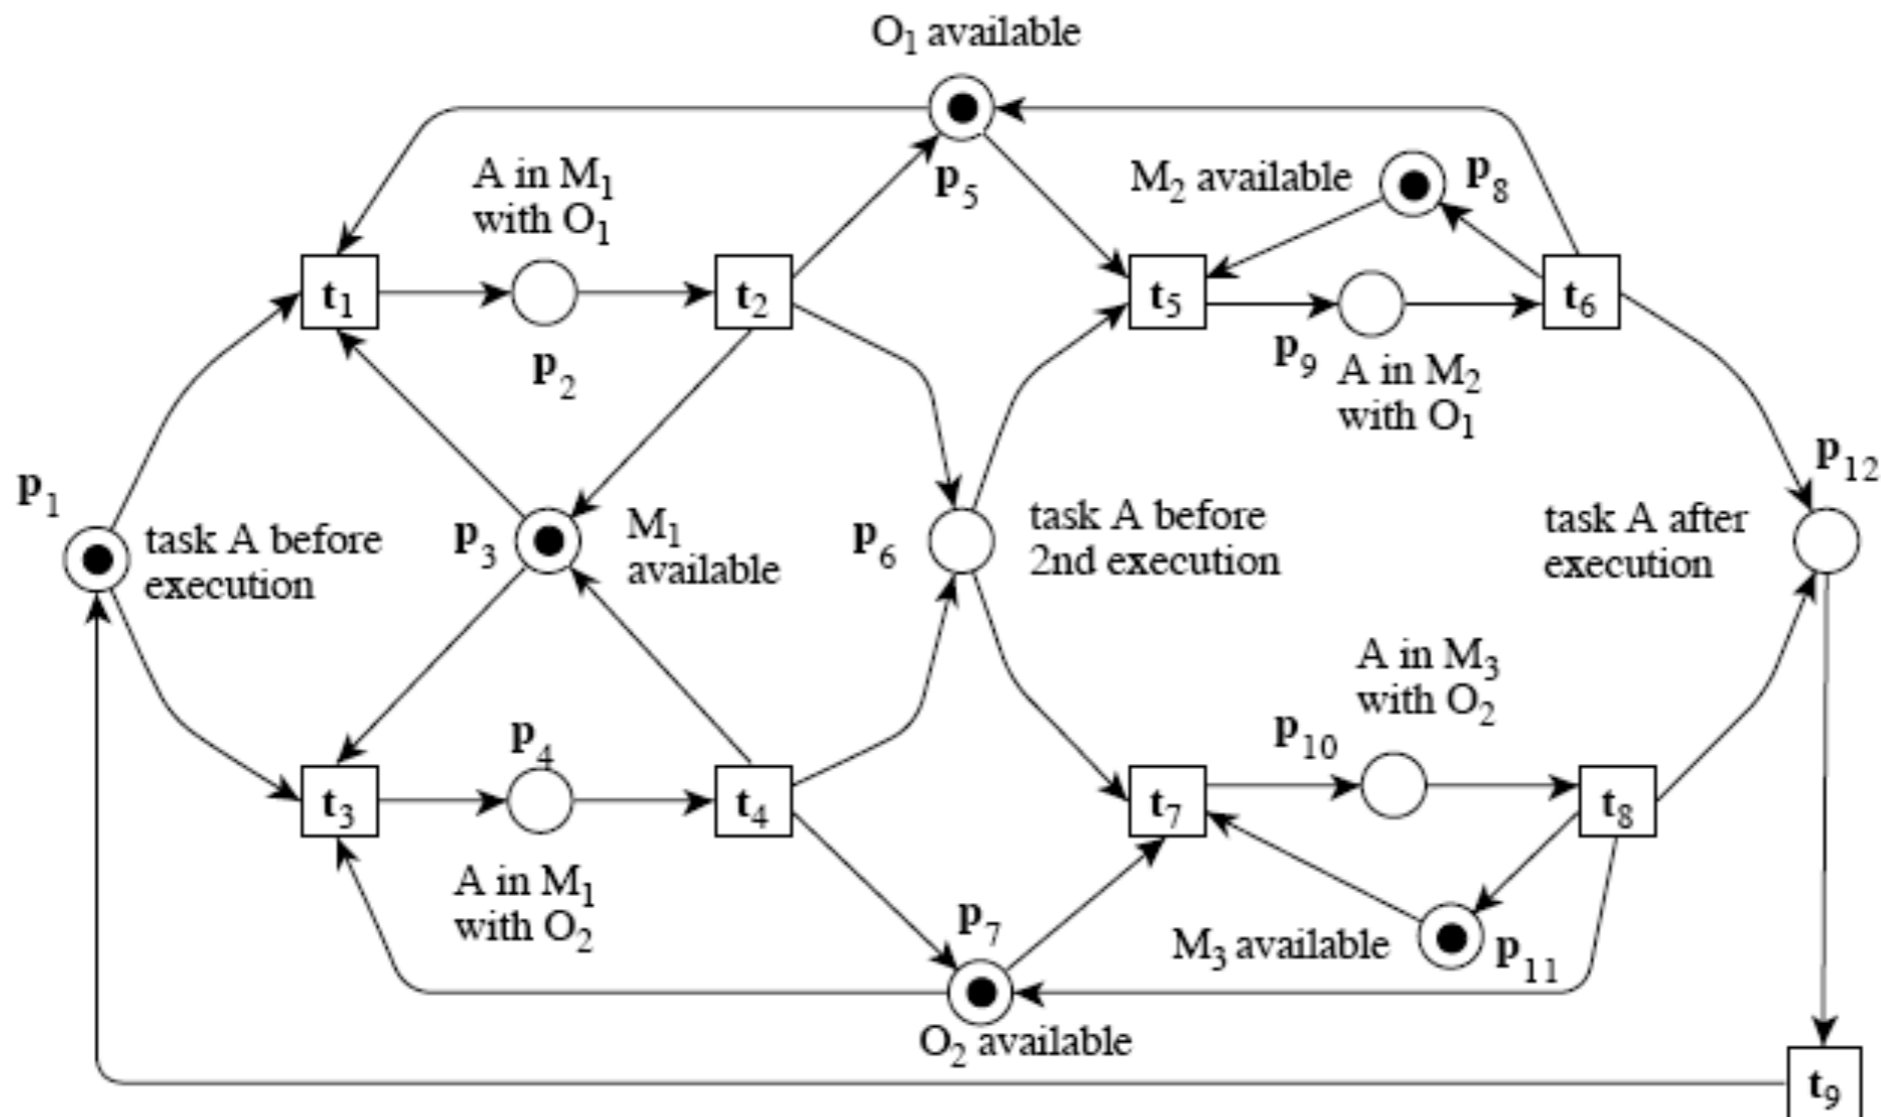 O1 available
A in M1
with O1
p5
M2 available
p8
t1
t2
t5
t6
p2
p9
A in M2
with O1
p12
p1
task A before
execution
p3
M1
available
p6
task A before
2nd execution
task A after
execution
A in M3
with O2
p4
p10
t3
t4
t7
t8
A in M1
with O2
p7
M3 available
p11
O2 available
t9